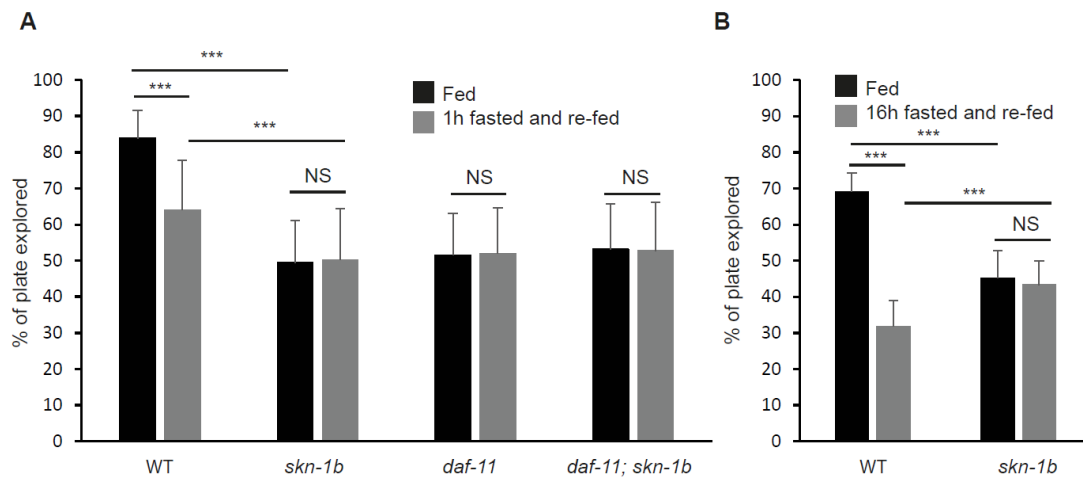 A
% of plate explored
100
90
80
70
60
50
40
30
20
10
0
***
***
***
NS
NS
NS
Fed
1h fasted and re-fed
WT
skn-1b
daf-11
daf-11; skn-1b
B
% of plate explored
100
90
80
70
60
50
40
30
20
10
0
Fed
16h fasted and re-fed
***
***
***
NS
WT
skn-1b